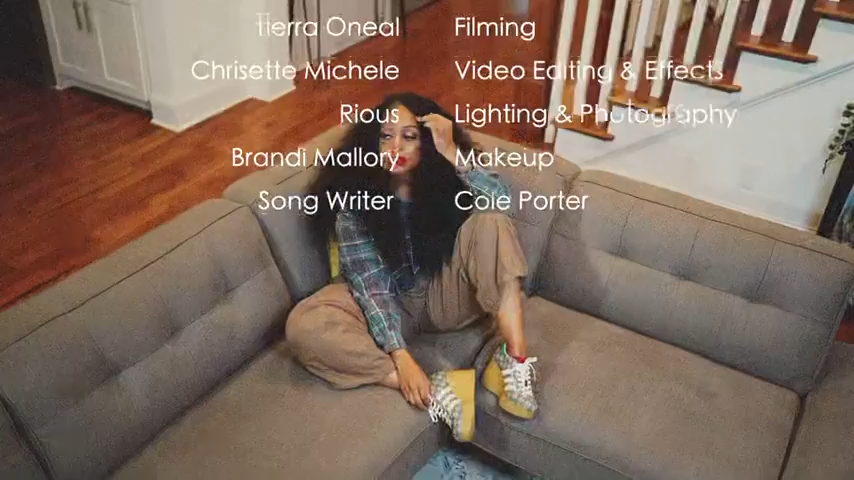 Tierra Oneal Filming
Chrisette Michele Video Editing & Effects
Rious Lighting & Photography
Brandi Mallory Makeup
Song Writer Cole Porter